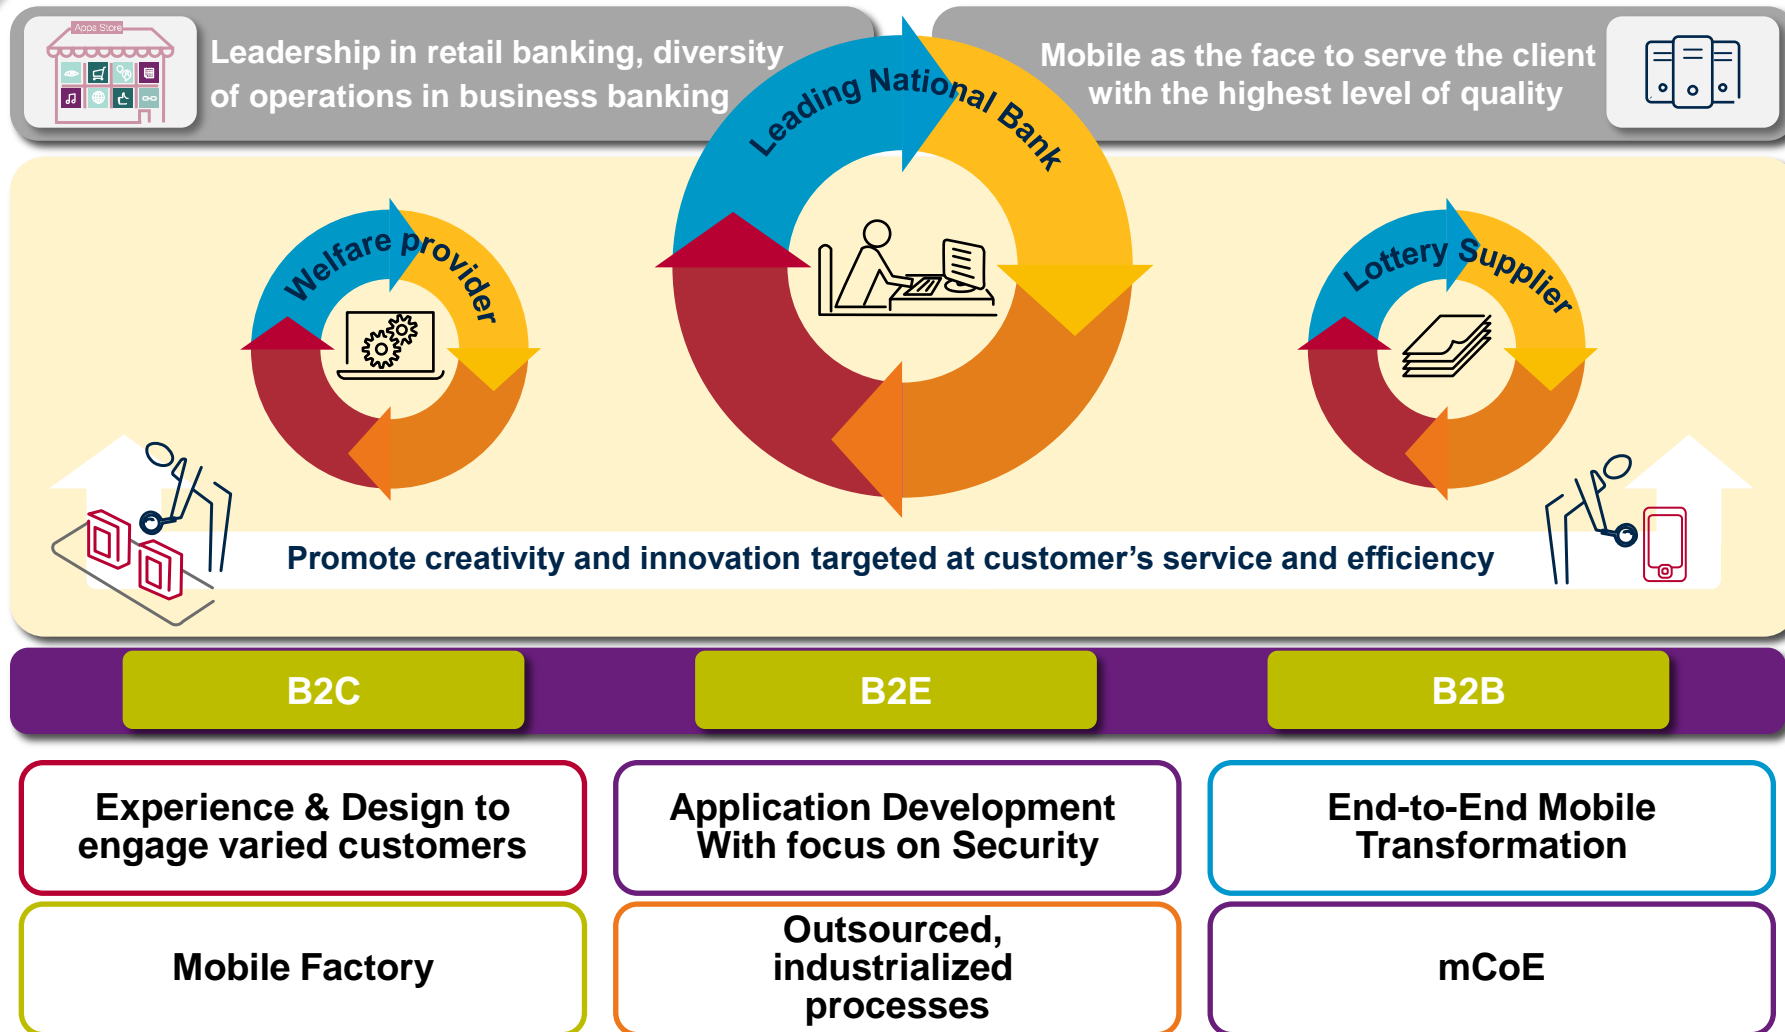 Apps Store
Leadership in retail banking, diversity
of operations in business banking
Mobile as the face to serve the client
with the highest level of quality
Leading National Bank
Welfare provider
Lottery Supplier
Promote creativity and innovation targeted at customer’s service and efficiency
B2C
B2E
B2B
Experience & Design to
engage varied customers
Application Development
With focus on Security
End-to-End Mobile
Transformation
Mobile Factory
Outsourced,
industrialized
processes
mCoE